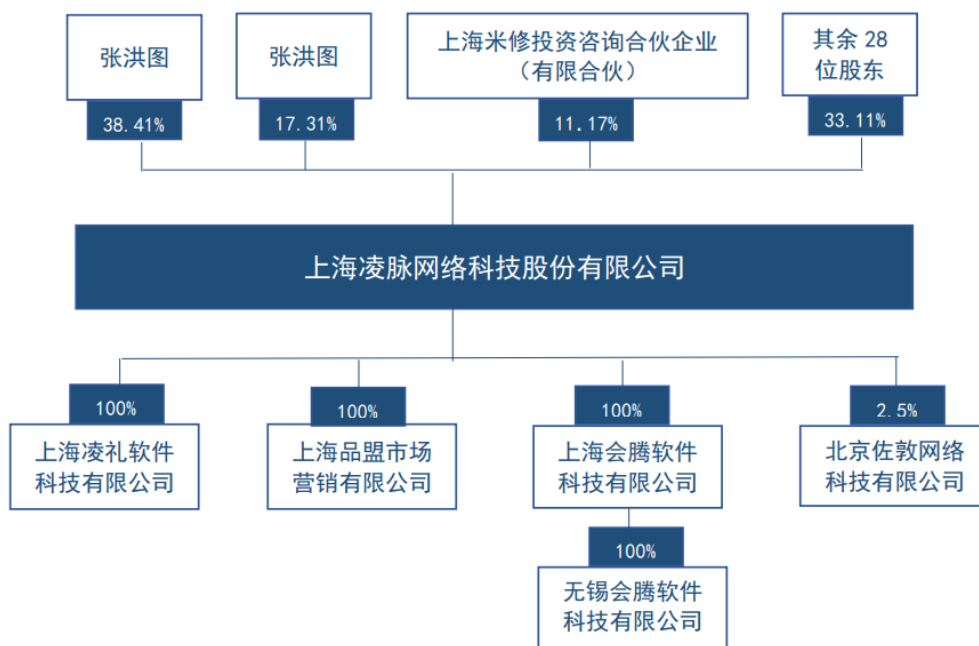 张洪图
张洪图
上海米修投资咨询合伙企业
（有限合伙）
其余 28
位股东
38.41%
17.31%
11.17%
33.11%
上海凌脉网络科技股份有限公司
100%
100%
100%
2.5%
上海凌礼软件
科技有限公司
上海品盟市场
营销有限公司
上海会腾软件
科技有限公司
北京佐敦网络
科技有限公司
100%
无锡会腾软件
科技有限公司